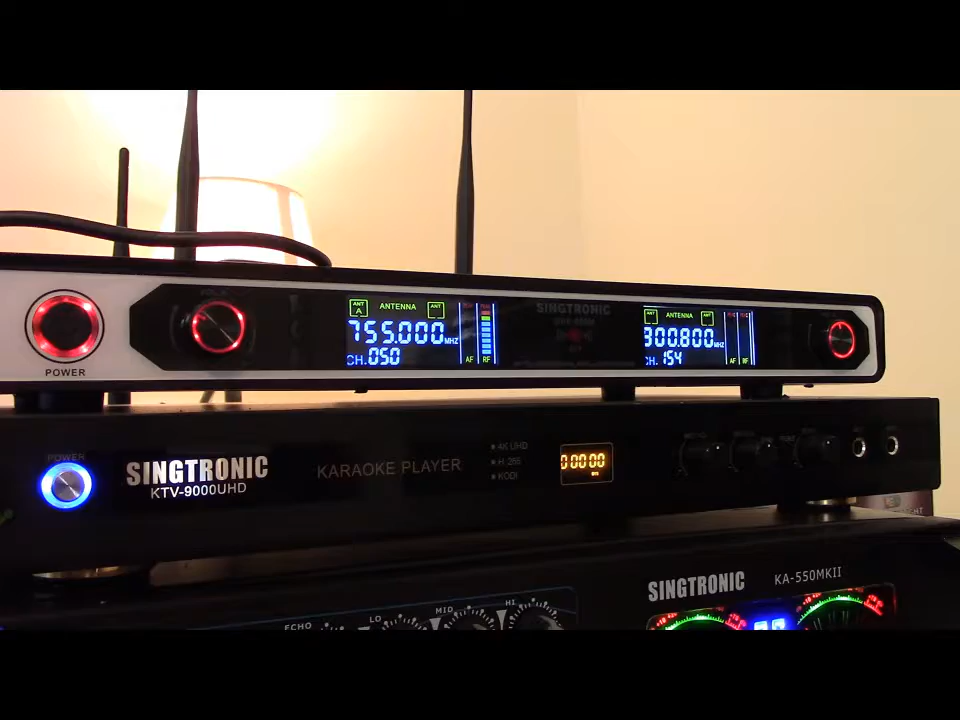 ANT
A
ANTENNA
ANT
755.000 MHZ
CH. 050
AF
RF
SINGTRONIC
ANT
ANTENNA
ANT
300.800 MHZ
CH. 154
AF
RF
POWER
POWER
SINGTRONIC
KTV-9000UHD
KARAOKE PLAYER
4K UHD
H.265
KODI
00000
SINGTRONIC
KA-550MKII
ECHO
LO
MID
HI